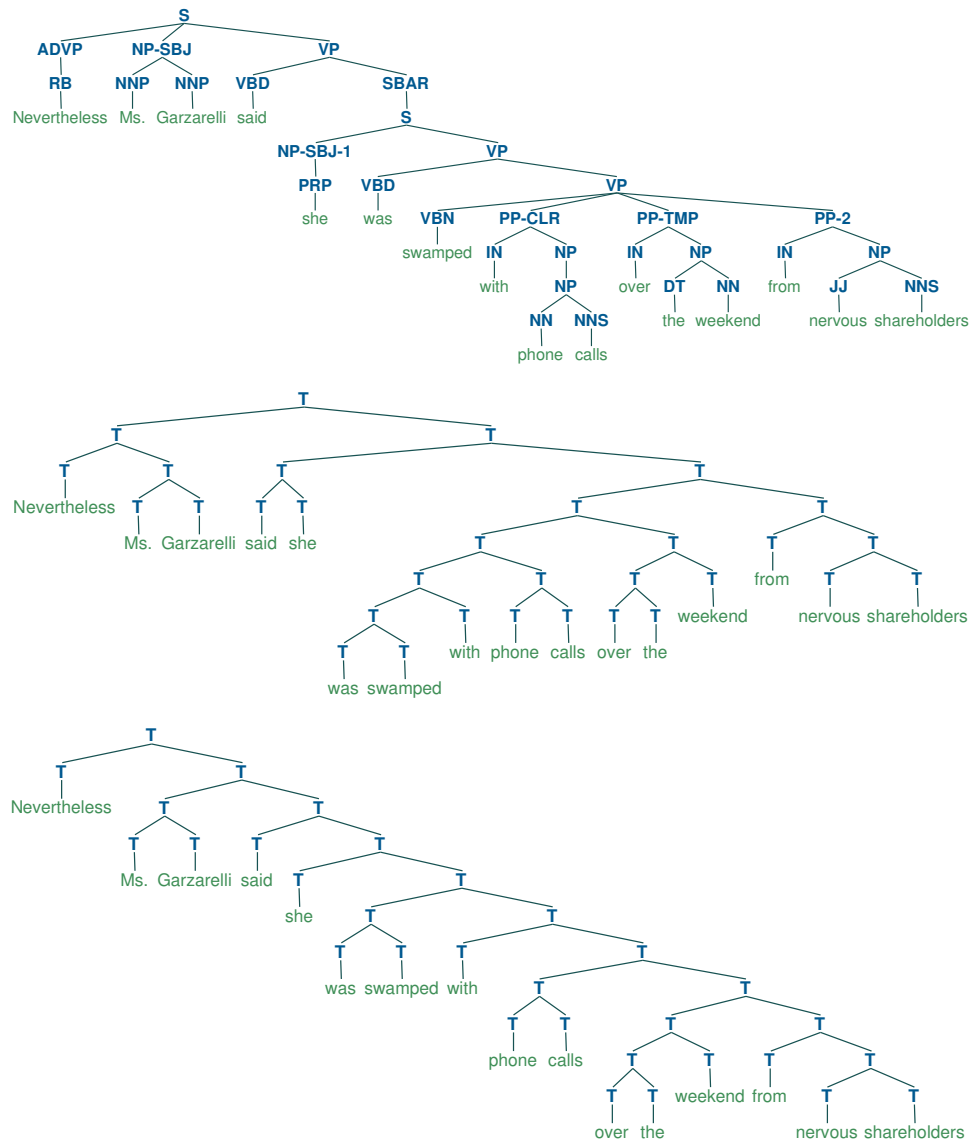 S
ADVP NP-SBJ VP
RB NNP NNP VBD SBAR
Nevertheless Ms. Garzarelli said S
NP-SBJ-1 VP
PRP VBD VP
she was VBN PP-CLR PP-TMP PP-2
swamped IN NP IN NP IN NP
with NP over DT NN from JJ NNS
NN NNS the weekend nervous shareholders
phone calls
T
T T
T T T T
Nevertheless T T T T T T
Ms. Garzarelli said she T T T T
T T T T from T T
T T T T T T weekend nervous shareholders
T T with phone calls over the
was swamped
T
T T
Nevertheless T T
T T T T
Ms. Garzarelli said T T
she T T
T T T T
was swamped with T T
T T T T
phone calls T T T T
T T weekend from T T
over the nervous shareholders